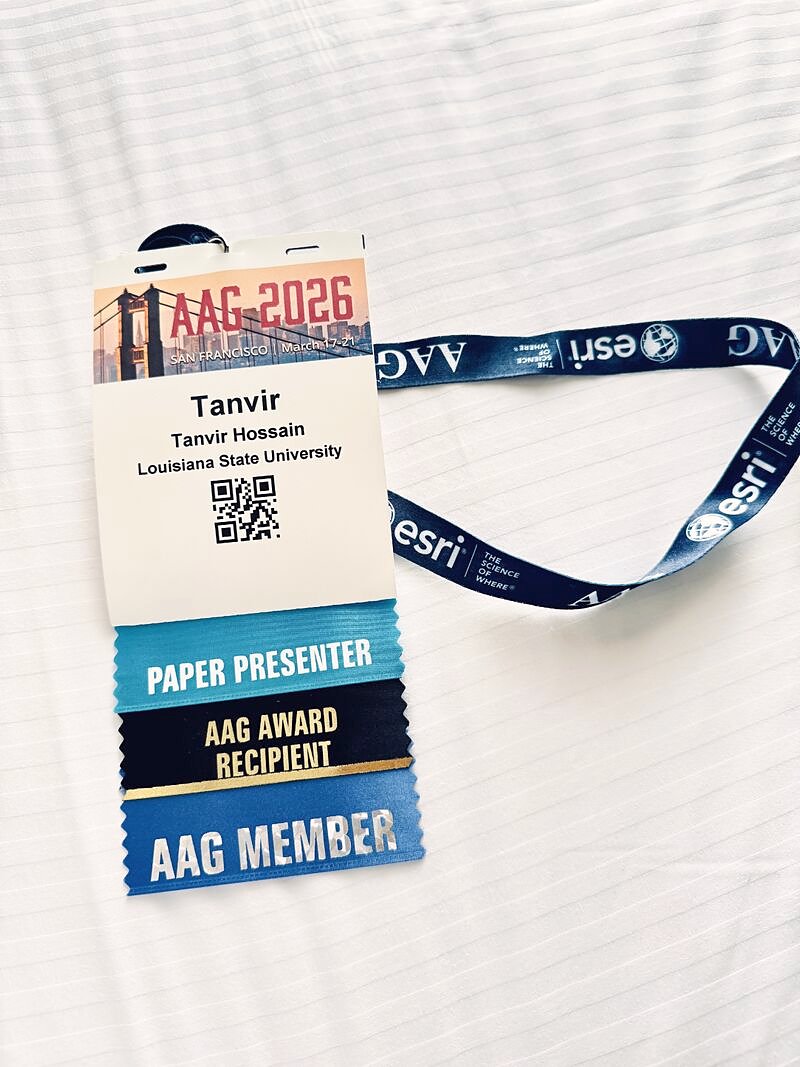 AAG 2026
SAN FRANCISCO | March 17-21
Tanvir
Tanvir Hossain
Louisiana State University
PAPER PRESENTER
AAG AWARD
RECIPIENT
AAG MEMBER
AAG
THE
SCIENCE
OF
WHERE®
esri
AAG
esri
THE
SCIENCE
OF
WHERE
esri®
THE
SCIENCE
OF
WHERE®